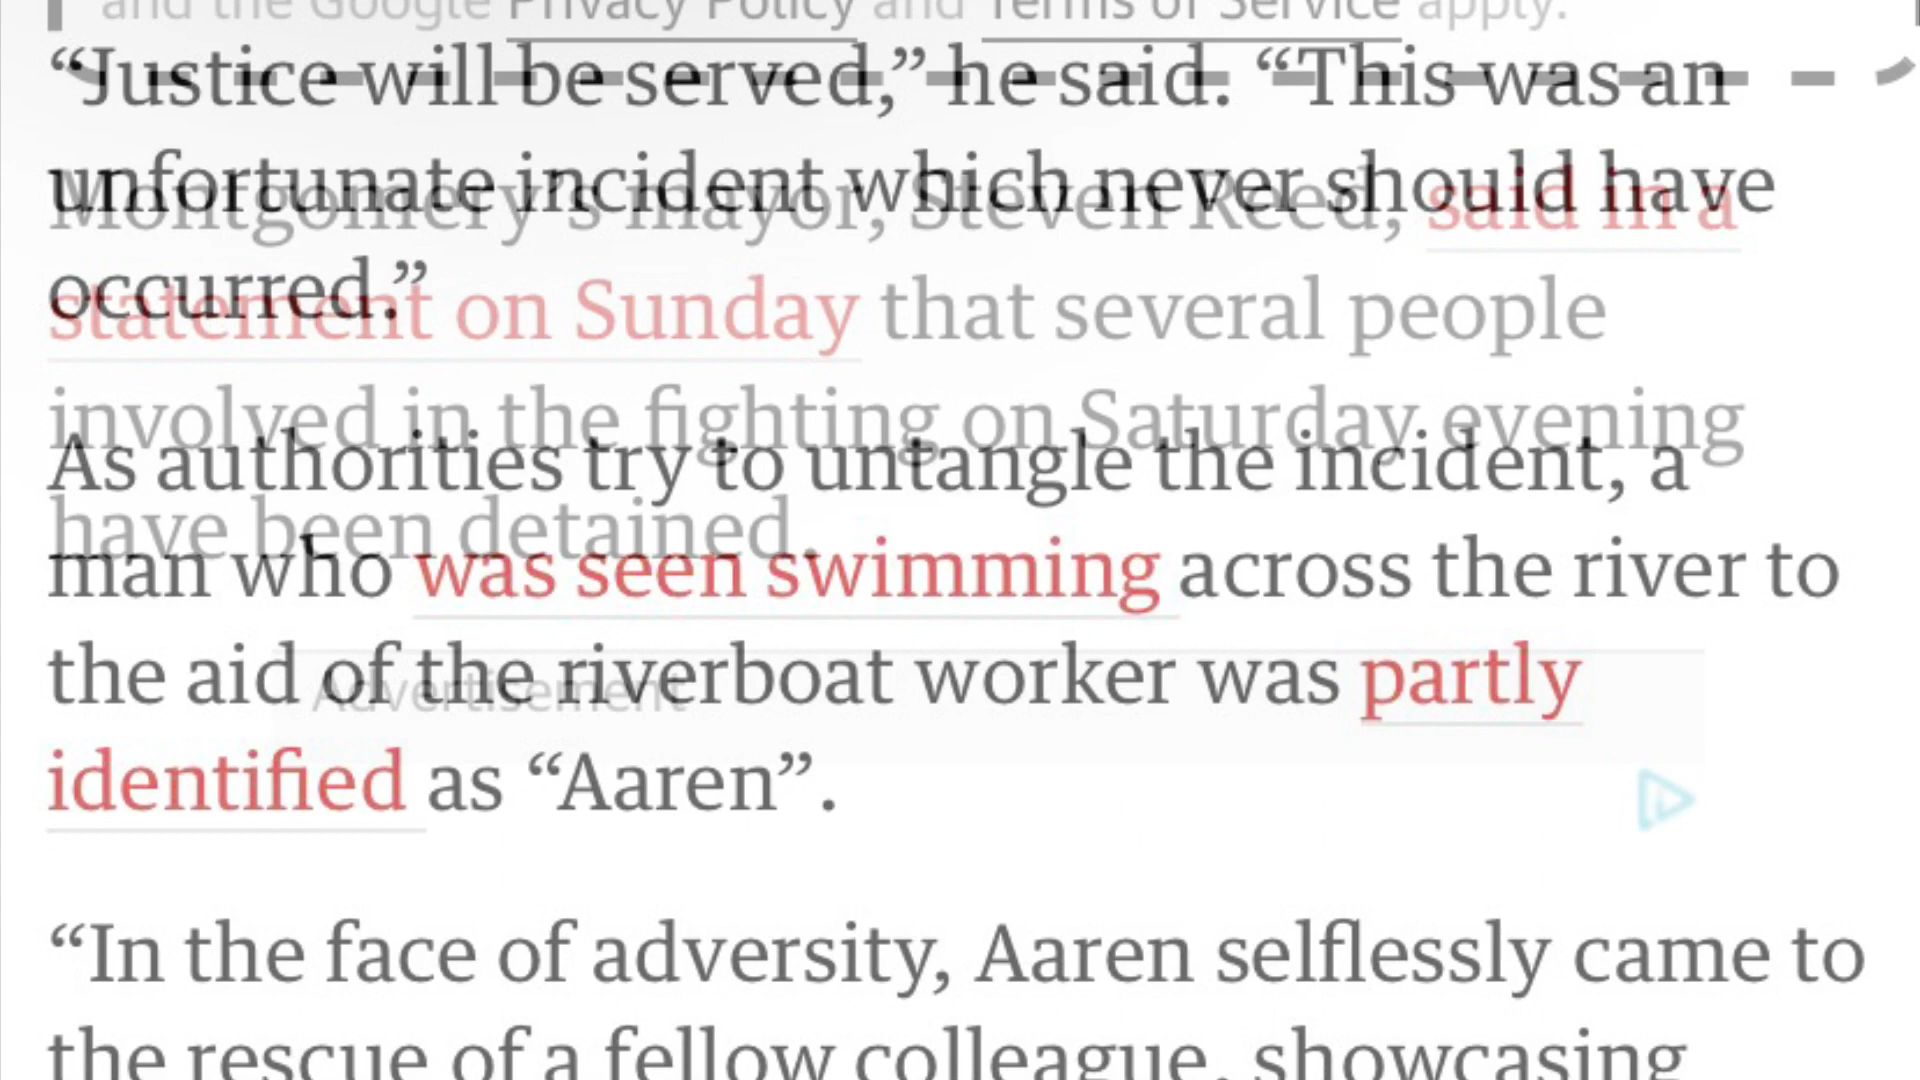 and the Google Privacy Policy and Terms of Service apply.
“Justice will be served,” he said. “This was an
unfortunate incident which never should have
occurred.”
Montgomery’s mayor, Steven Reed, said in a
statement on Sunday that several people
involved in the fighting on Saturday evening
have been detained.
As authorities try to untangle the incident, a
man who was seen swimming across the river to
the aid of the riverboat worker was partly
identified as “Aaren”.
Advertisement
“In the face of adversity, Aaren selflessly came to
the rescue of a fellow colleague, showcasing